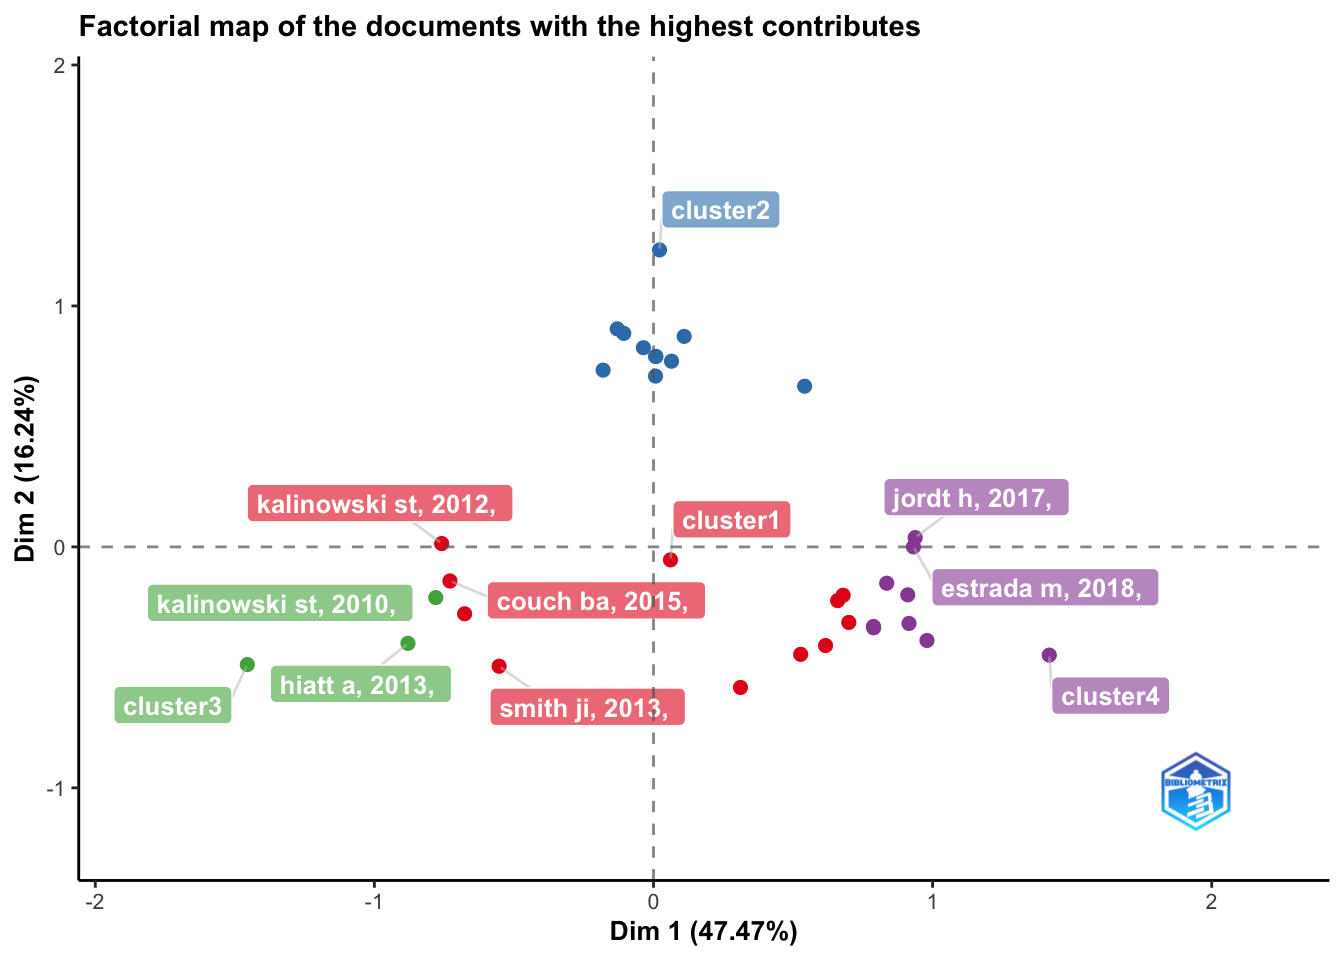 Factorial map of the documents with the highest contributes
2
cluster2
1
kalinowski st, 2012,
jordt h, 2017,
cluster1
0
estrada m, 2018,
couch ba, 2015,
kalinowski st, 2010,
hiatt a, 2013,
cluster4
cluster3
smith ji, 2013,
BIBLIOMETRIX
-1
-2
-1
0
1
2
Dim 1 (47.47%)
Dim 2 (16.24%)